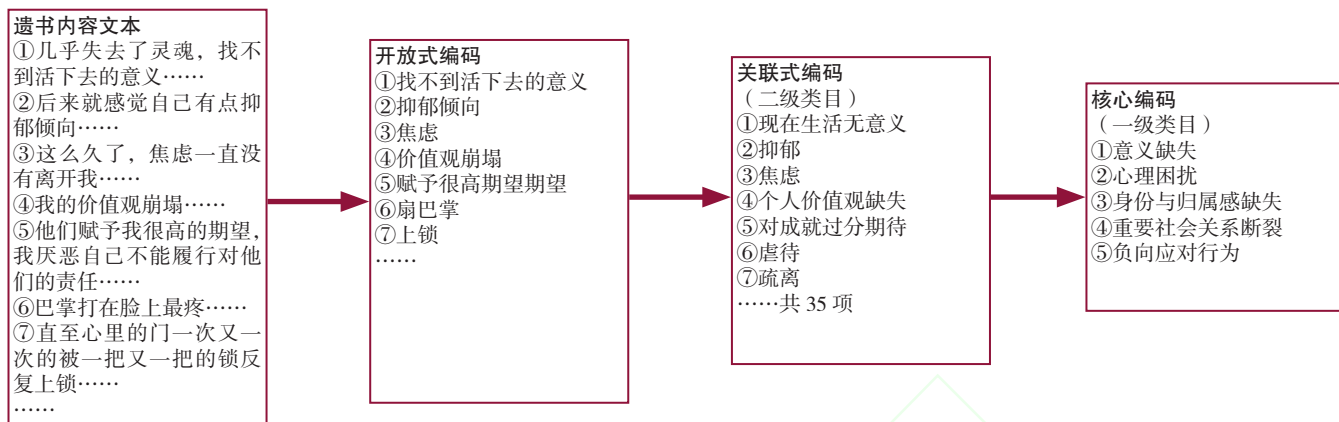 遗书内容文本
①几乎失去了灵魂，找不
到活下去的意义……
②后来就感觉自己有点抑
郁倾向……
③这么久了，焦虑一直没
有离开我……
④我的价值观崩塌……
⑤他们赋予我很高的期望，
我厌恶自己不能履行对他
们的责任……
⑥巴掌打在脸上最疼……
⑦直至心里的门一次又一
次的被一把又一把的锁反
复上锁……
……
开放式编码
①找不到活下去的意义
②抑郁倾向
③焦虑
④价值观崩塌
⑤赋予很高期望期望
⑥扇巴掌
⑦上锁
……
关联式编码
（二级类目）
①现在生活无意义
②抑郁
③焦虑
④个人价值观缺失
⑤对成就过分期待
⑥虐待
⑦疏离
……共 35 项
核心编码
（一级类目）
①意义缺失
②心理困扰
③身份与归属感缺失
④重要社会关系断裂
⑤负向应对行为